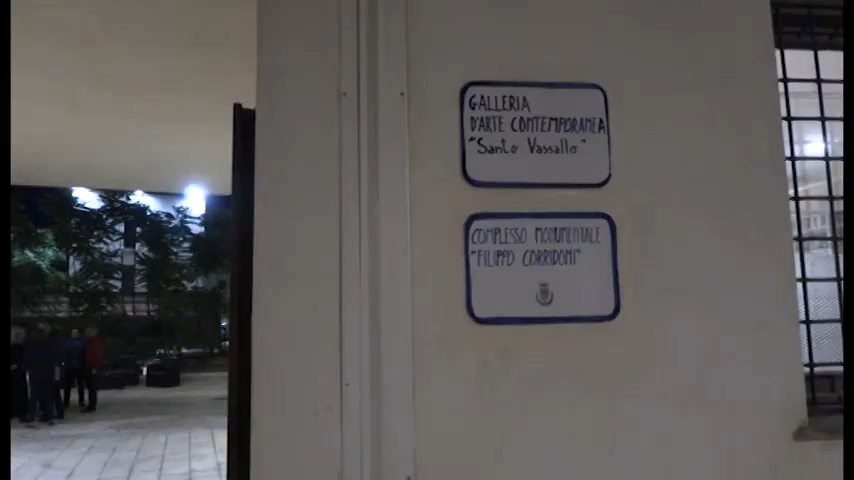 GALLERIA
D'ARTE CONTEMPORANEA
"Santo Vassallo"
COMPLESSO MONUMENTALE
"FILIPPO CORRIDONI"